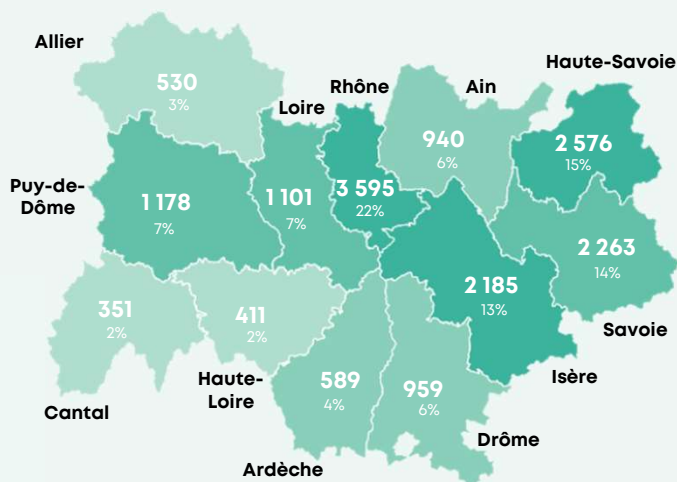 Allier
530
3%
Loire
Rhône
Ain
Haute-Savoie
940
6%
2 576
15%
Puy-de-
Dôme
1 178
7%
1 101
7%
3 595
22%
2 263
14%
Savoie
351
2%
Cantal
411
2%
Haute-
Loire
2 185
13%
Isère
589
4%
Ardèche
959
6%
Drôme